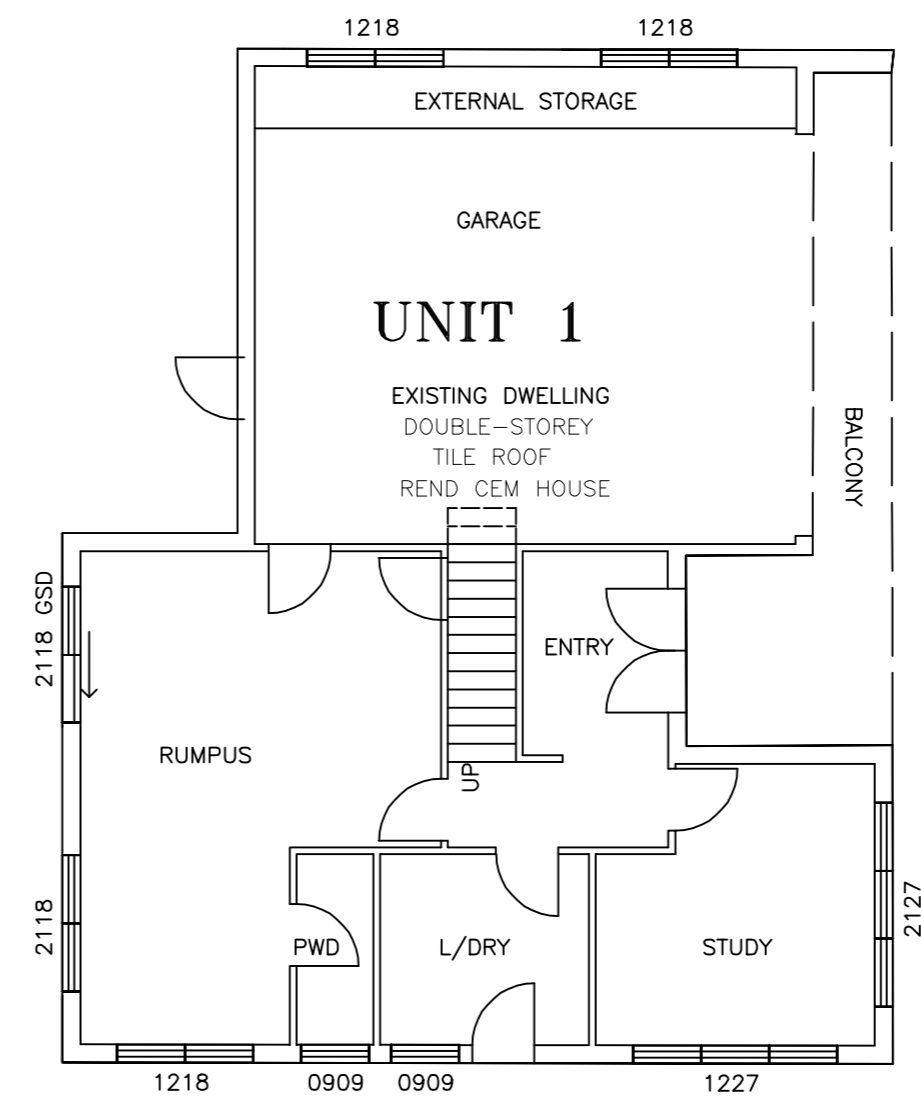 1218
1218
EXTERNAL STORAGE
GARAGE
UNIT 1
EXISTING DWELLING
DOUBLE-STOREY
TILE ROOF
REND CEM HOUSE
BALCONY
2118 GSD
ENTRY
RUMPUS
UP
2118
PWD
L/DRY
STUDY
2127
1218
0909
0909
1227